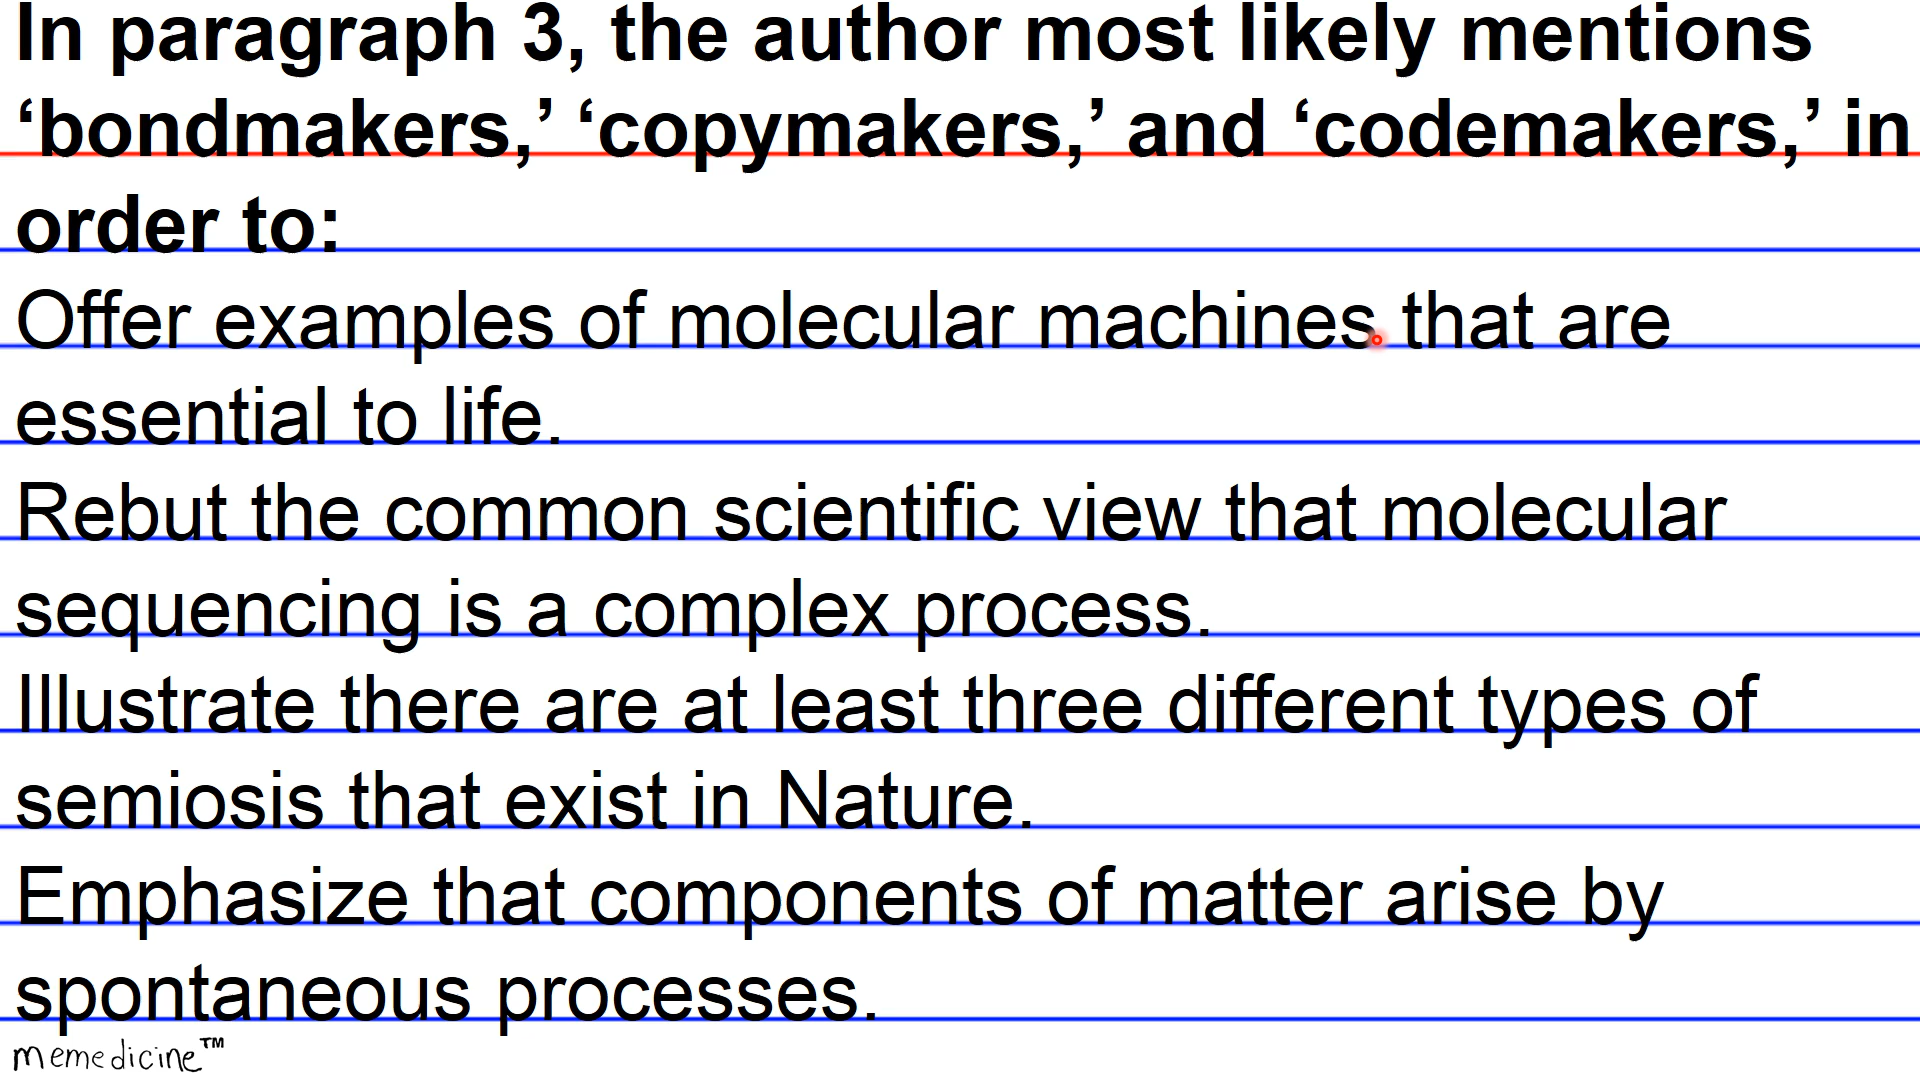 In paragraph 3, the author most likely mentions
‘bondmakers,’ ‘copymakers,’ and ‘codemakers,’ in
order to:
Offer examples of molecular machines that are
essential to life.
Rebut the common scientific view that molecular
sequencing is a complex process.
Illustrate there are at least three different types of
semiosis that exist in Nature.
Emphasize that components of matter arise by
spontaneous processes.
memedicine™